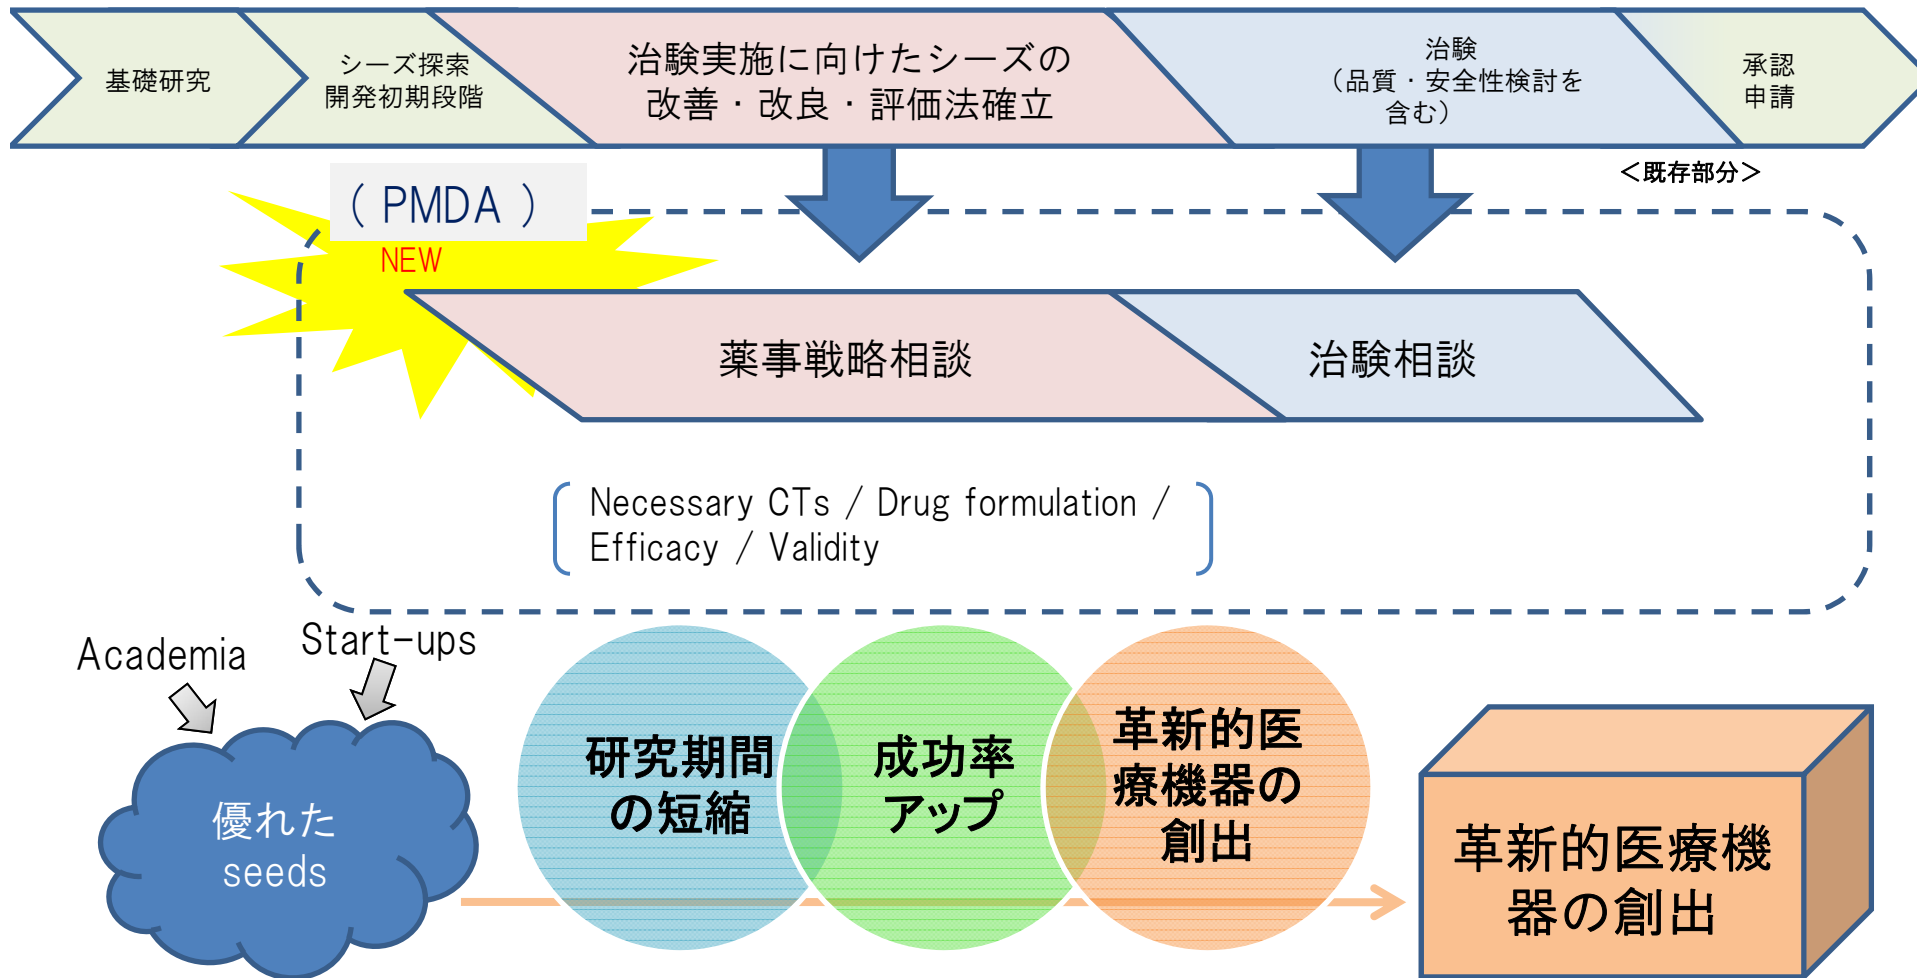 基礎研究
シーズ探索
開発初期段階
治験実施に向けたシーズの
改善・改良・評価法確立
治験
（品質・安全性検討を
含む）
承認
申請
＜既存部分＞
（ PMDA ）
NEW
薬事戦略相談
治験相談
Necessary CTs / Drug formulation /
Efficacy / Validity
Academia
Start-ups
優れた
seeds
研究期間
の短縮
成功率
アップ
革新的医
療機器の
創出
革新的医療機
器の創出